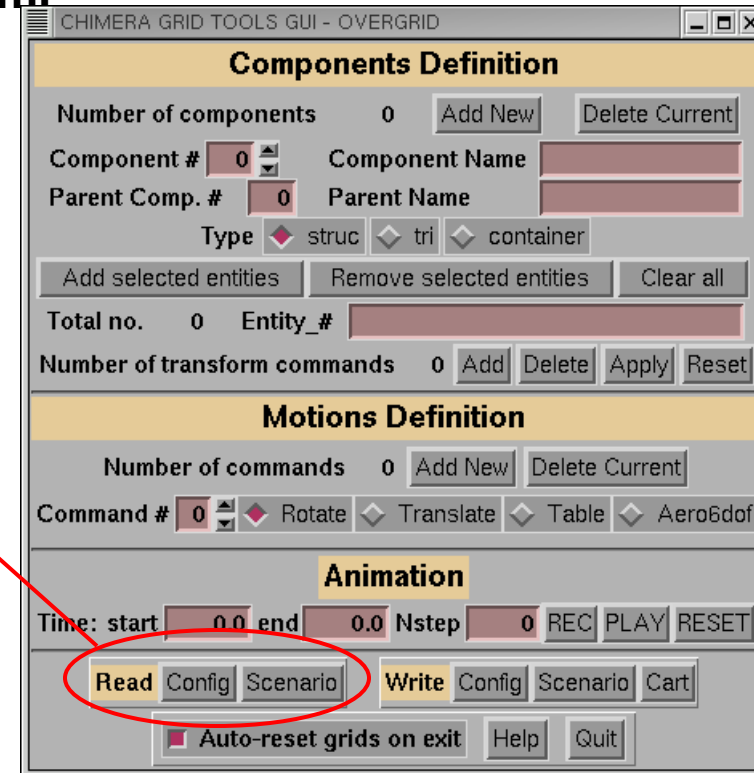 CHIMERA GRID TOOLS GUI - OVERGRID
Components Definition
Number of components 0 Add New Delete Current
Component # 0 Component Name
Parent Comp. # 0 Parent Name
Type struc tri container
Add selected entities Remove selected entities Clear all
Total no. 0 Entity_#
Number of transform commands 0 Add Delete Apply Reset
Motions Definition
Number of commands 0 Add New Delete Current
Command # 0 Rotate Translate Table Aero6dof
Animation
Time: start 0.0 end 0.0 Nstep 0 REC PLAY RESET
Read Config Scenario Write Config Scenario Cart
Auto-reset grids on exit Help Quit